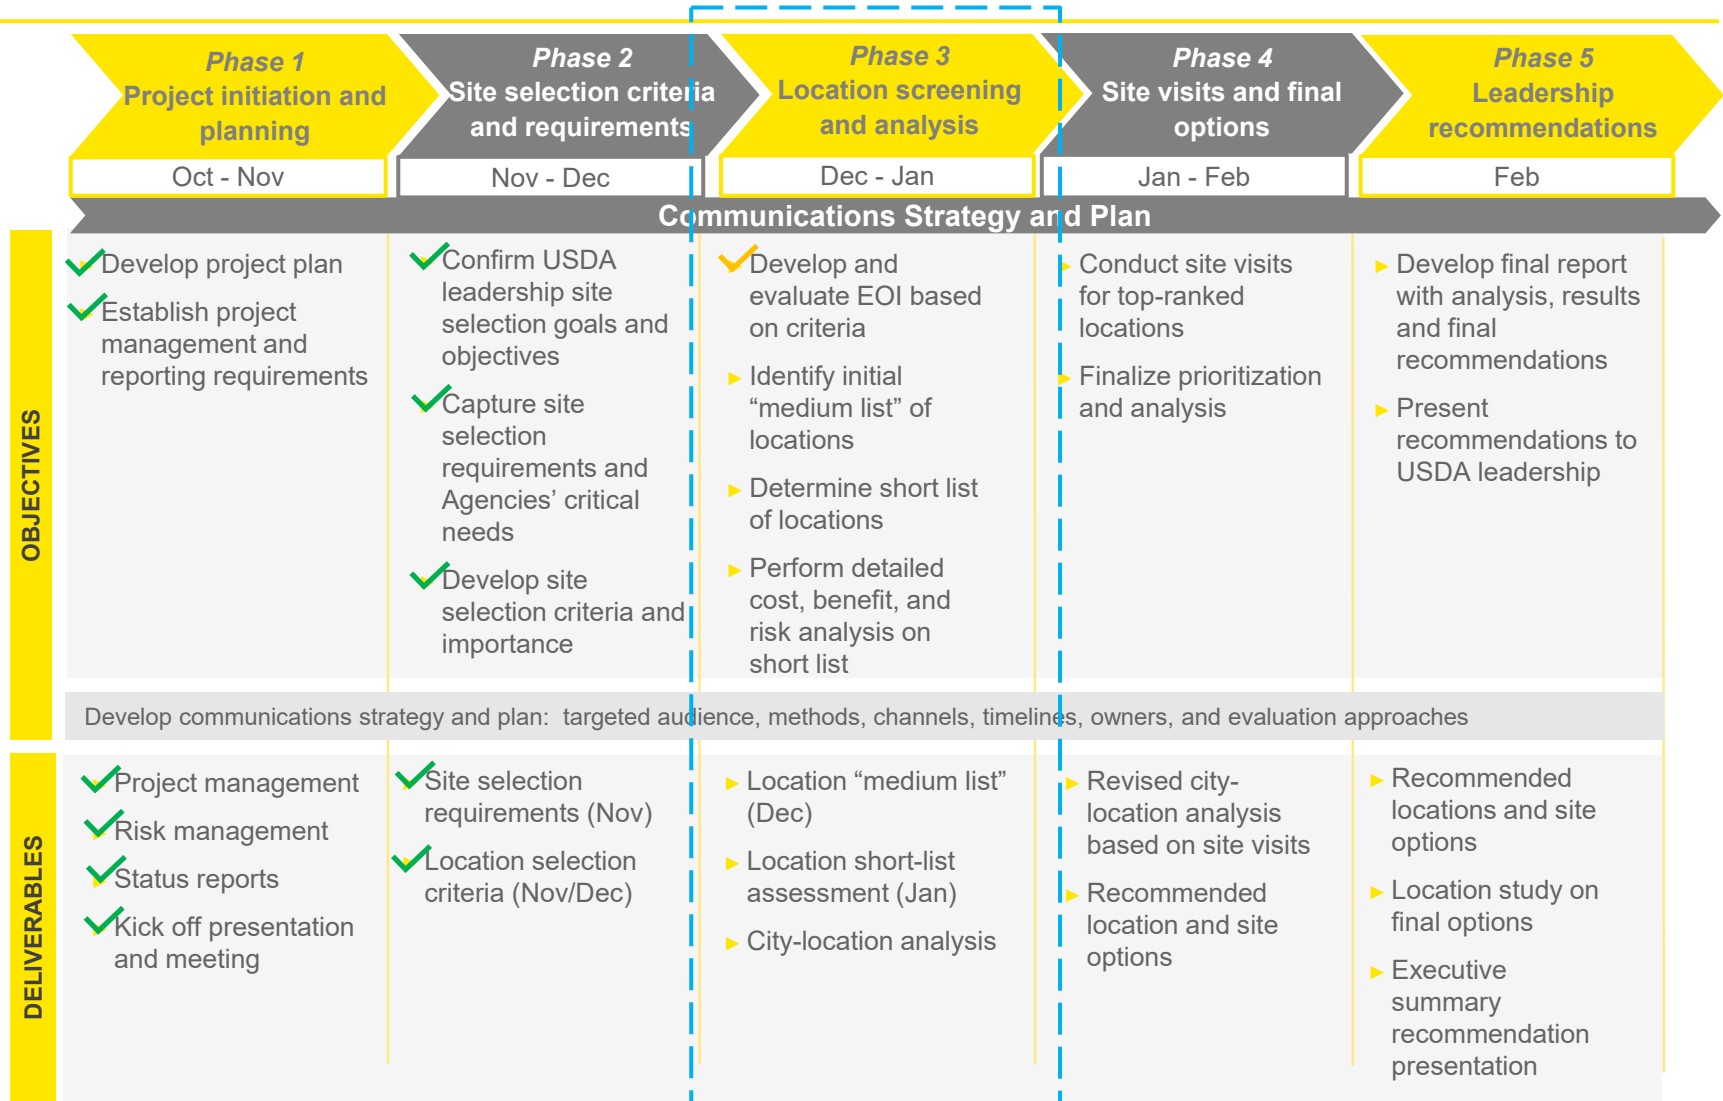 Phase 1
Project initiation and
planning
Phase 2
Site selection criteria
and requirements
Phase 3
Location screening
and analysis
Phase 4
Site visits and final
options
Phase 5
Leadership
recommendations
Oct - Nov
Nov - Dec
Dec - Jan
Jan - Feb
Feb
Communications Strategy and Plan
OBJECTIVES
Develop project plan
Establish project
management and
reporting requirements
Confirm USDA
leadership site
selection goals and
objectives
Capture site
selection
requirements and
Agencies’ critical
needs
Develop site
selection criteria and
importance
Develop and
evaluate EOI based
on criteria
Identify initial
“medium list” of
locations
Determine short list
of locations
Perform detailed
cost, benefit, and
risk analysis on
short list
Conduct site visits
for top-ranked
locations
Finalize prioritization
and analysis
Develop final report
with analysis, results
and final
recommendations
Present
recommendations to
USDA leadership
Develop communications strategy and plan:  targeted audience, methods, channels, timelines, owners, and evaluation approaches
DELIVERABLES
Project management
Risk management
Status reports
Kick off presentation
and meeting
Site selection
requirements (Nov)
Location selection
criteria (Nov/Dec)
Location “medium list”
(Dec)
Location short-list
assessment (Jan)
City-location analysis
Revised city-
location analysis
based on site visits
Recommended
location and site
options
Recommended
locations and site
options
Location study on
final options
Executive
summary
recommendation
presentation